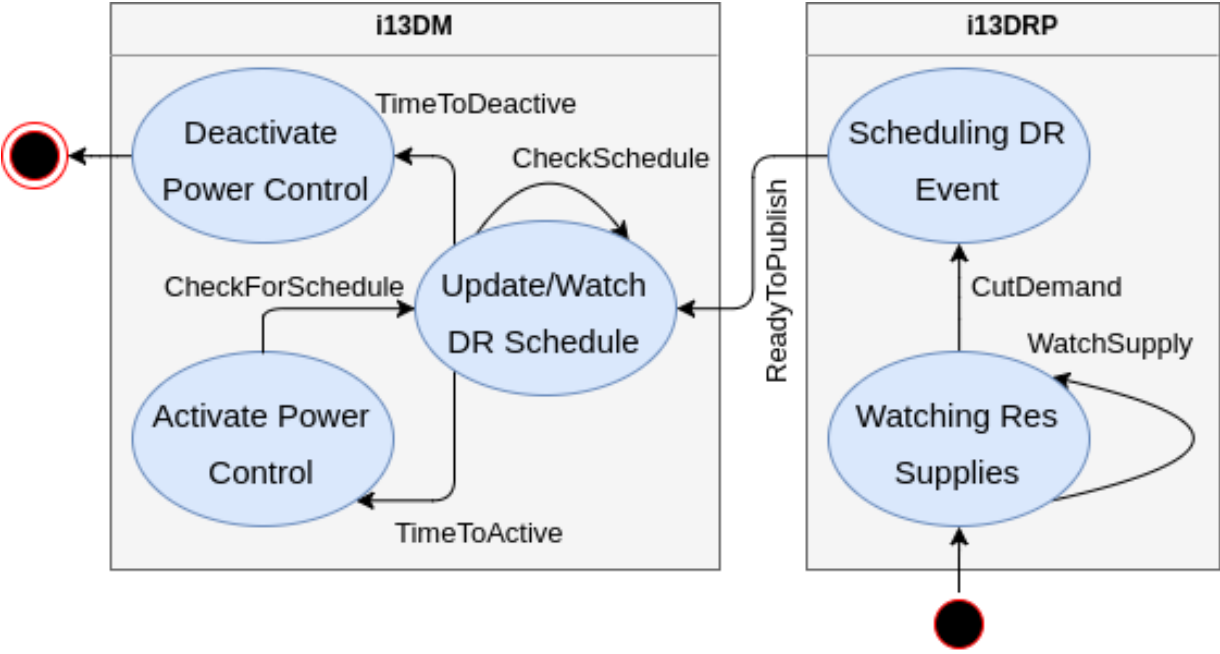 i13DM
i13DRP
TimeToDeactive
Deactivate
Power Control
CheckSchedule
Scheduling DR
Event
ReadyToPublish
CheckForSchedule
Update/Watch
DR Schedule
CutDemand
WatchSupply
Activate Power
Control
Watching Res
Supplies
TimeToActive